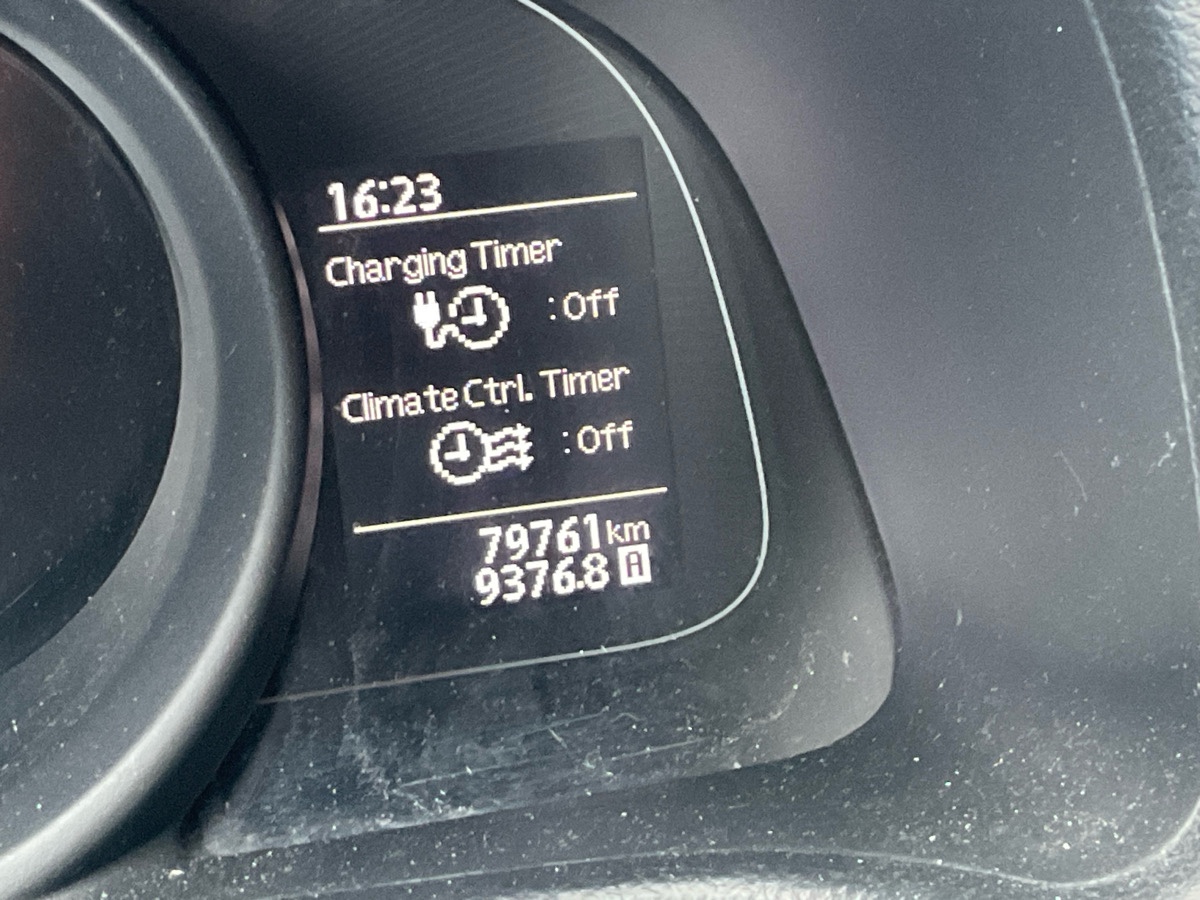 16:23
Charging Timer
:Off
Climate Ctrl. Timer
:Off
79761km
9376.8 A